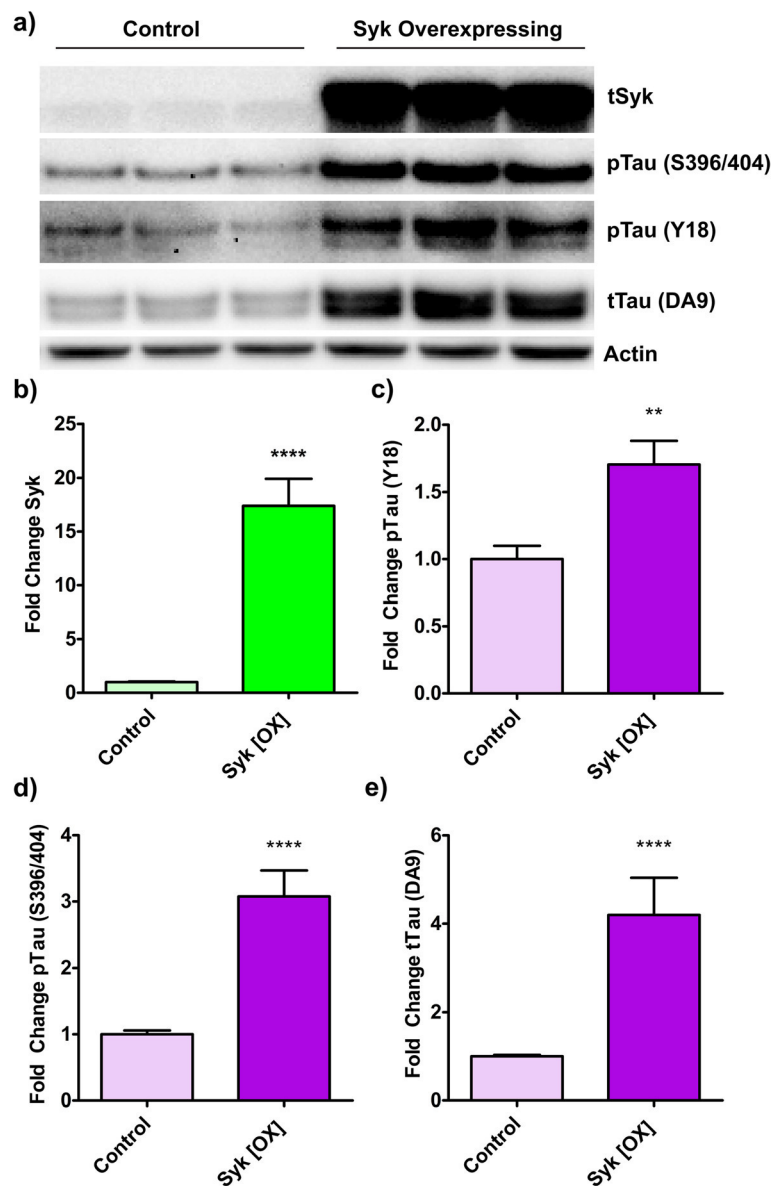 a)
Control
Syk Overexpressing
tSyk
pTau (S396/404)
pTau (Y18)
tTau (DA9)
Actin
b)
Fold Change Syk
25
20
15
10
5
0
****
Control
Syk [OX]
c)
Fold Change pTau (Y18)
2.0
1.5
1.0
0.5
0.0
**
Control
Syk [OX]
d)
Fold Change pTau (S396/404)
4
3
2
1
0
****
Control
Syk [OX]
e)
Fold Change tTau (DA9)
6
4
2
0
****
Control
Syk [OX]